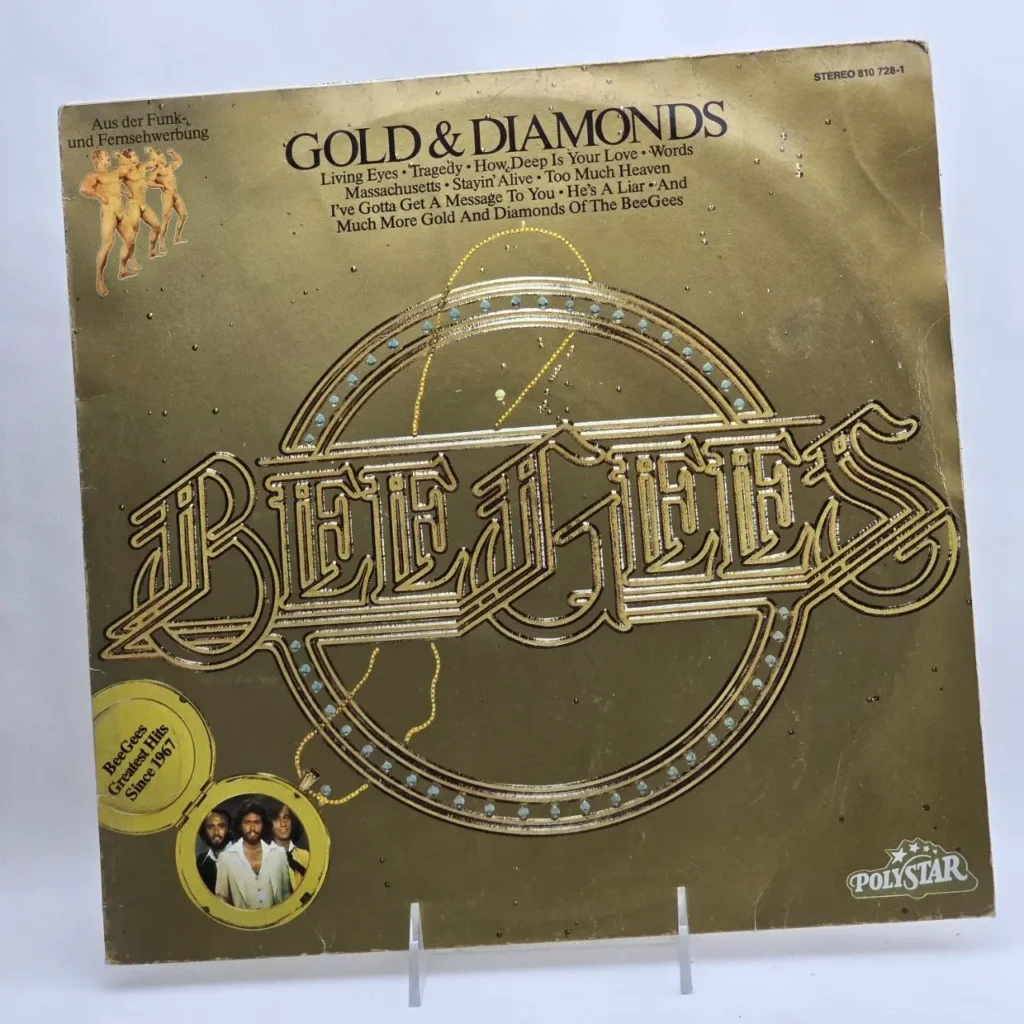 STEREO 810 728-1
Aus der Funk-
und Fernsehwerbung
GOLD & DIAMONDS
Living Eyes • Tragedy • How Deep Is Your Love • Words
Massachusetts • Stayin' Alive • Too Much Heaven
I've Gotta Get A Message To You • He's A Liar • And
Much More Gold And Diamonds Of The BeeGees
BEE GEES
BeeGees
Greatest Hits
Since 1967
POLYSTAR